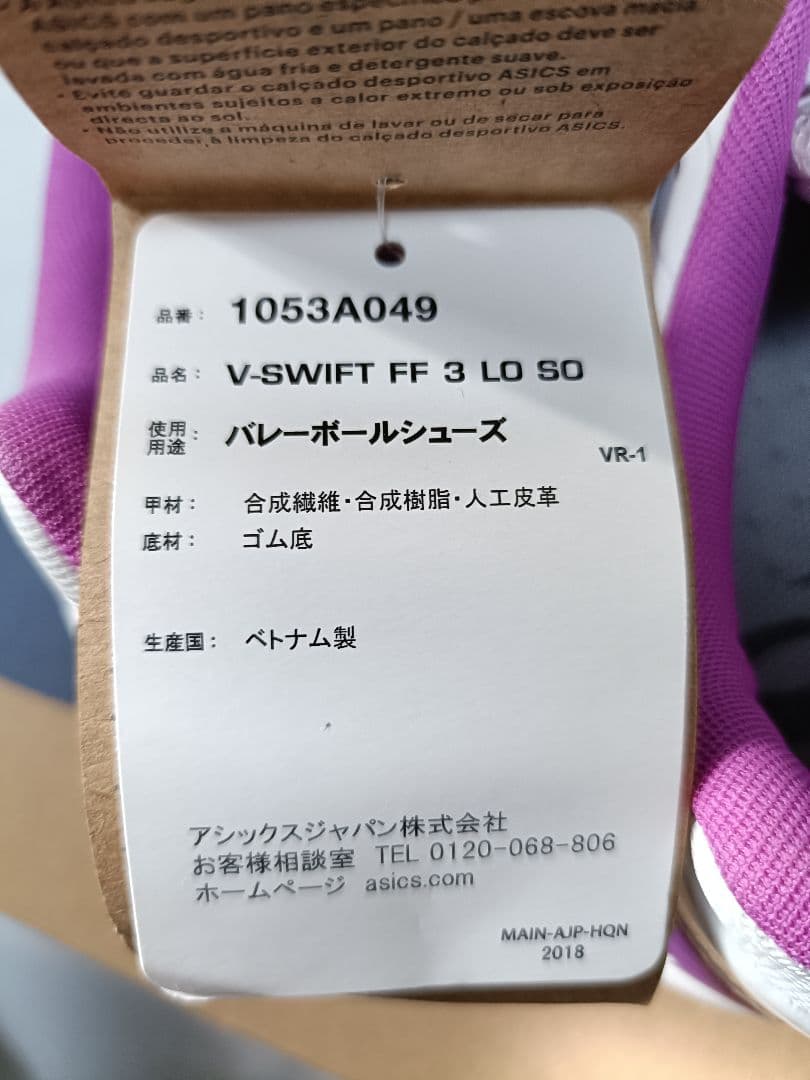 ASICS com um pano
calçado desportivo e um pano / uma escova macia
ou que a superfície exterior do calçado deve ser
lavada com água fria e detergente suave.
• Evite guardar o calçado desportivo ASICS em
ambientes sujeitos a calor extremo ou sob exposição
directa ao sol.
• Não utilize a máquina de lavar ou de secar para
proceder à limpeza do calçado desportivo ASICS.
品番： 1053A049
品名： V-SWIFT FF 3 LO SO
使用用途： バレーボールシューズ
VR-1
甲材： 合成繊維・合成樹脂・人工皮革
底材： ゴム底
生産国： ベトナム製
アシックスジャパン株式会社
お客様相談室 TEL 0120-068-806
ホームページ asics.com
MAIN-AJP-HQN
2018